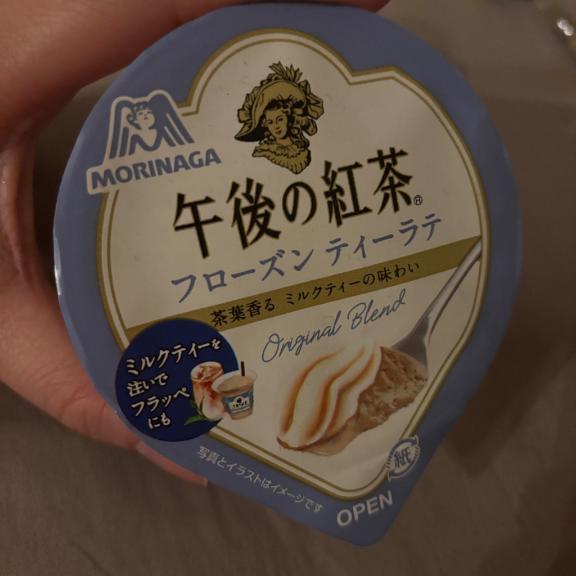 MORINAGA
午後の紅茶®
フローズン ティーラテ
茶葉香る ミルクティーの味わい
Original Blend
ミルクティーを
注いで
フラッペ
にも
写真とイラストはイメージです
紙
OPEN